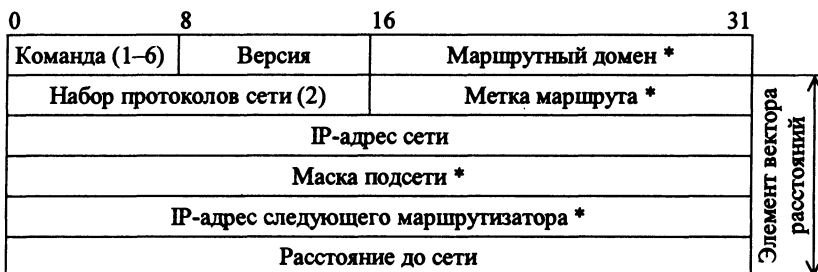 0 8 16 31
Команда (1–6) Версия Маршрутный домен *
Набор протоколов сети (2) Метка маршрута *
IP-адрес сети
Маска подсети *
IP-адрес следующего маршрутизатора *
Расстояние до сети
Элемент вектора
расстояний